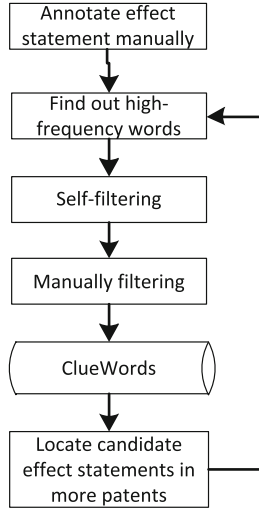 Annotate effect
statement manually
Find out high-
frequency words
Self-filtering
Manually filtering
ClueWords
Locate candidate
effect statements in
more patents